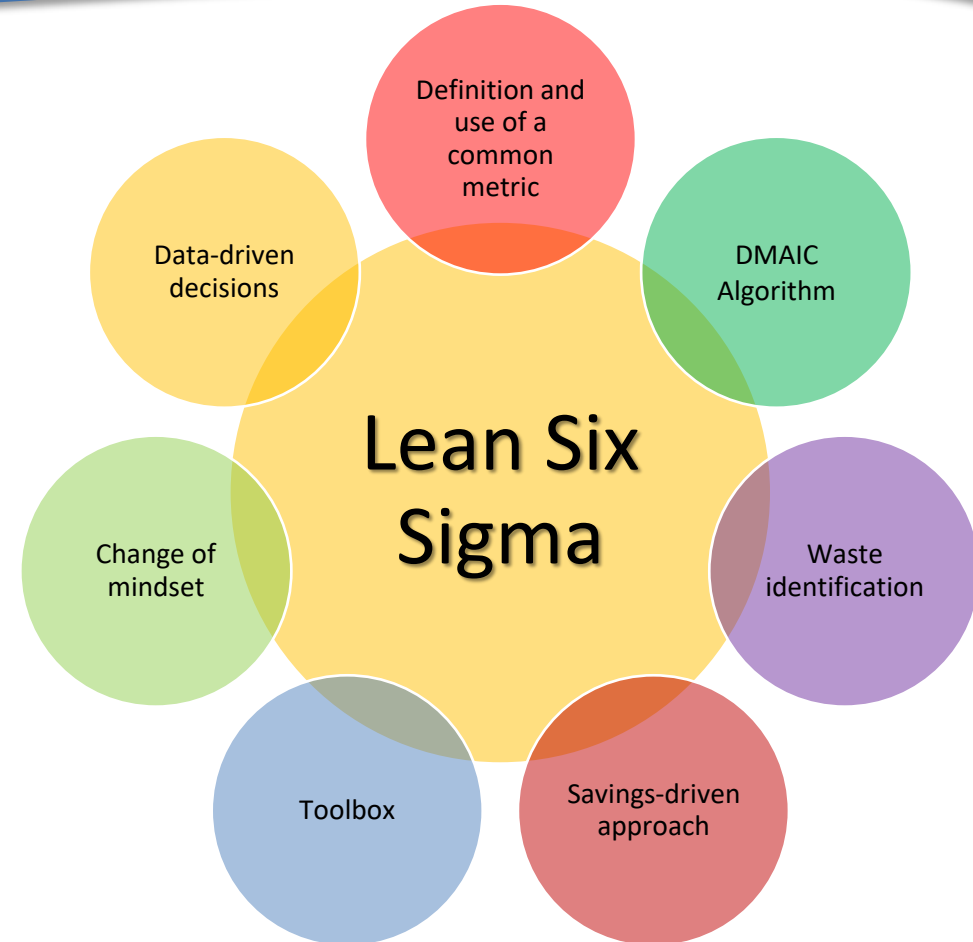 Definition and
use of a
common
metric
DMAIC
Algorithm
Waste
identification
Savings-driven
approach
Toolbox
Change of
mindset
Data-driven
decisions
Lean Six
Sigma